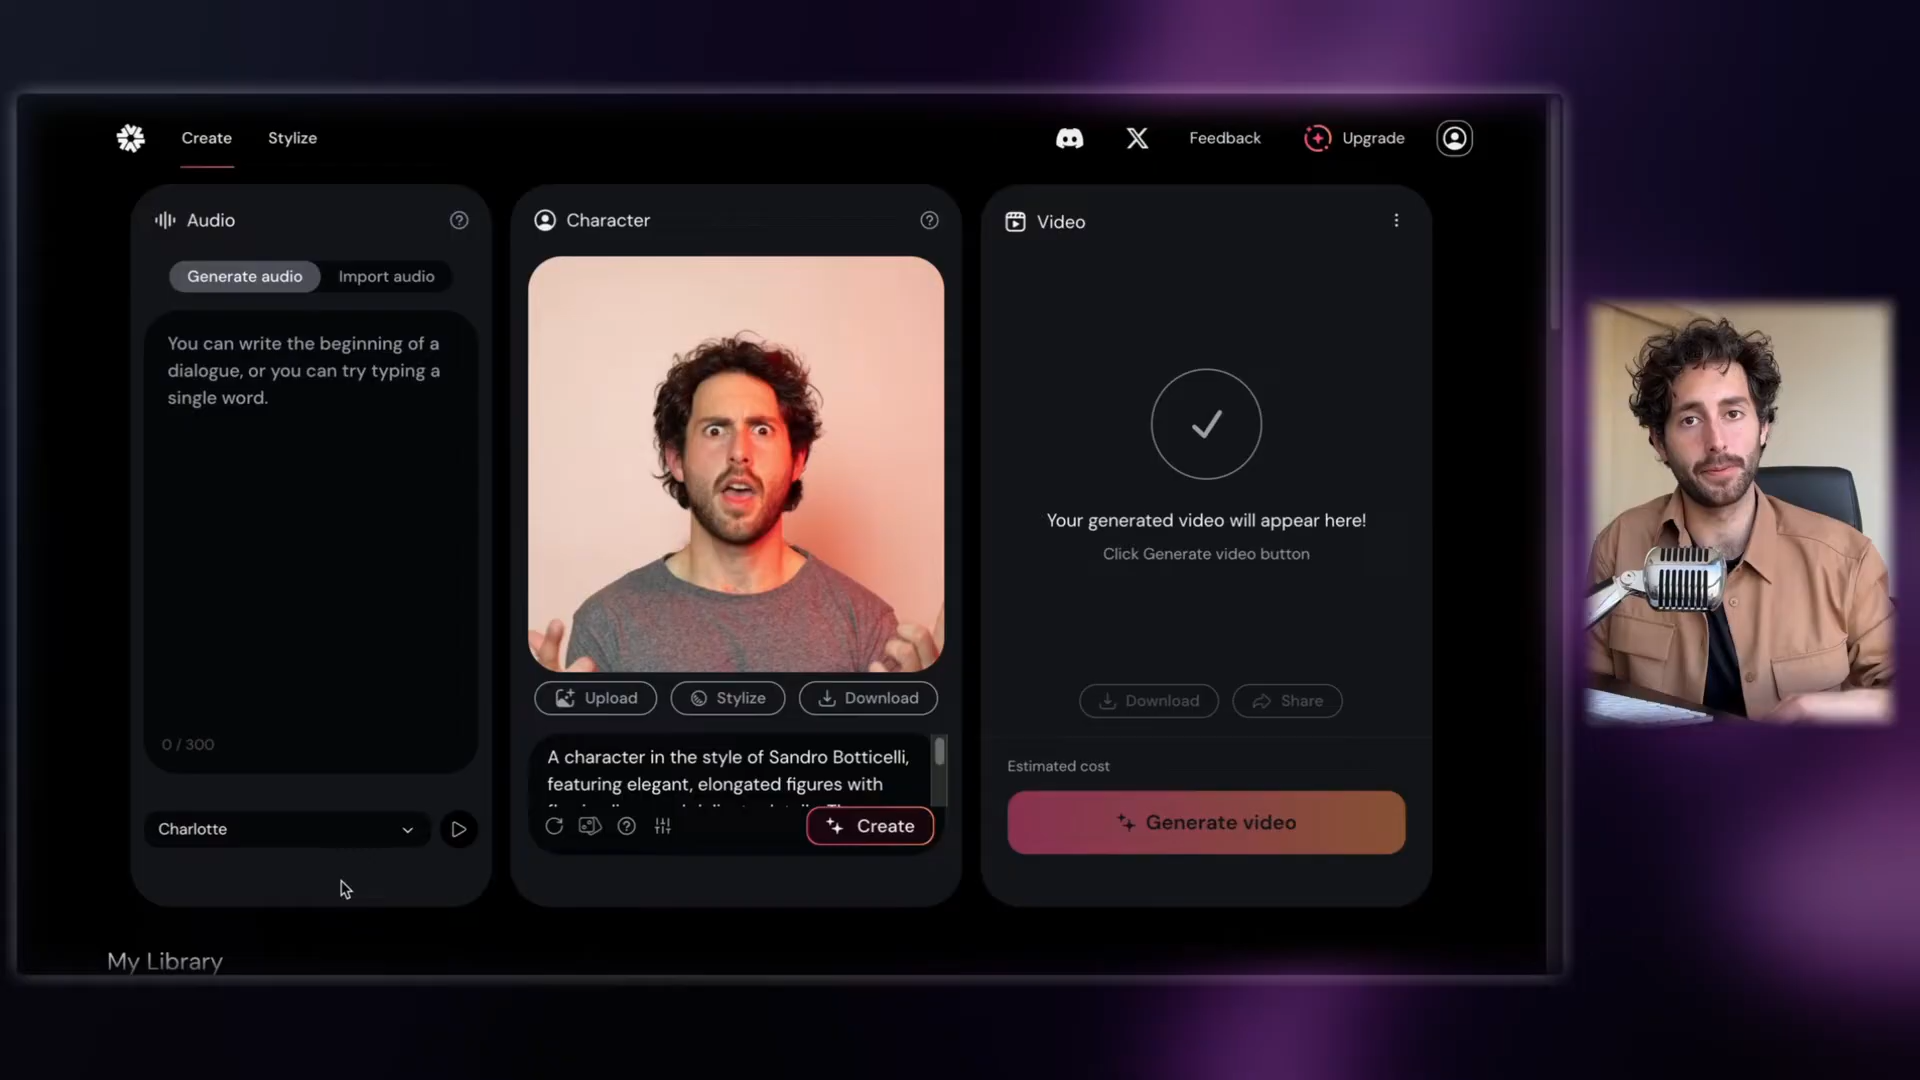 Create
Stylize
Feedback
Upgrade
Audio
Generate audio
Import audio
You can write the beginning of a
dialogue, or you can try typing a
single word.
0 / 300
Charlotte
Character
Upload
Stylize
Download
A character in the style of Sandro Botticelli,
featuring elegant, elongated figures with
Create
Video
Your generated video will appear here!
Click Generate video button
Download
Share
Estimated cost
Generate video
My Library